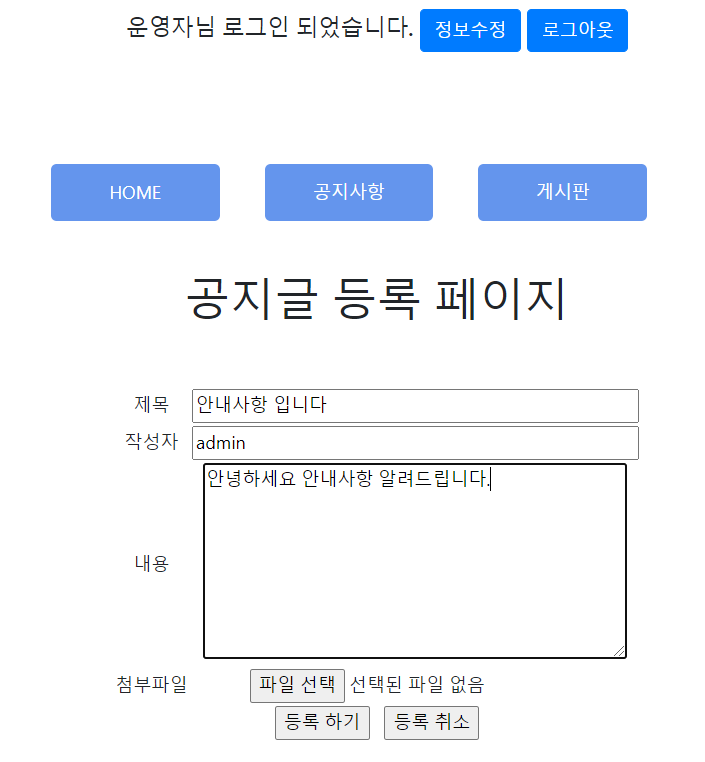 운영자님 로그인 되었습니다. 정보수정 로그아웃
HOME 공지사항 게시판
공지글 등록 페이지
제목 안내사항 입니다
작성자 admin
내용 안녕하세요 안내사항 알려드립니다.
첨부파일 파일 선택 선택된 파일 없음
등록 하기 등록 취소